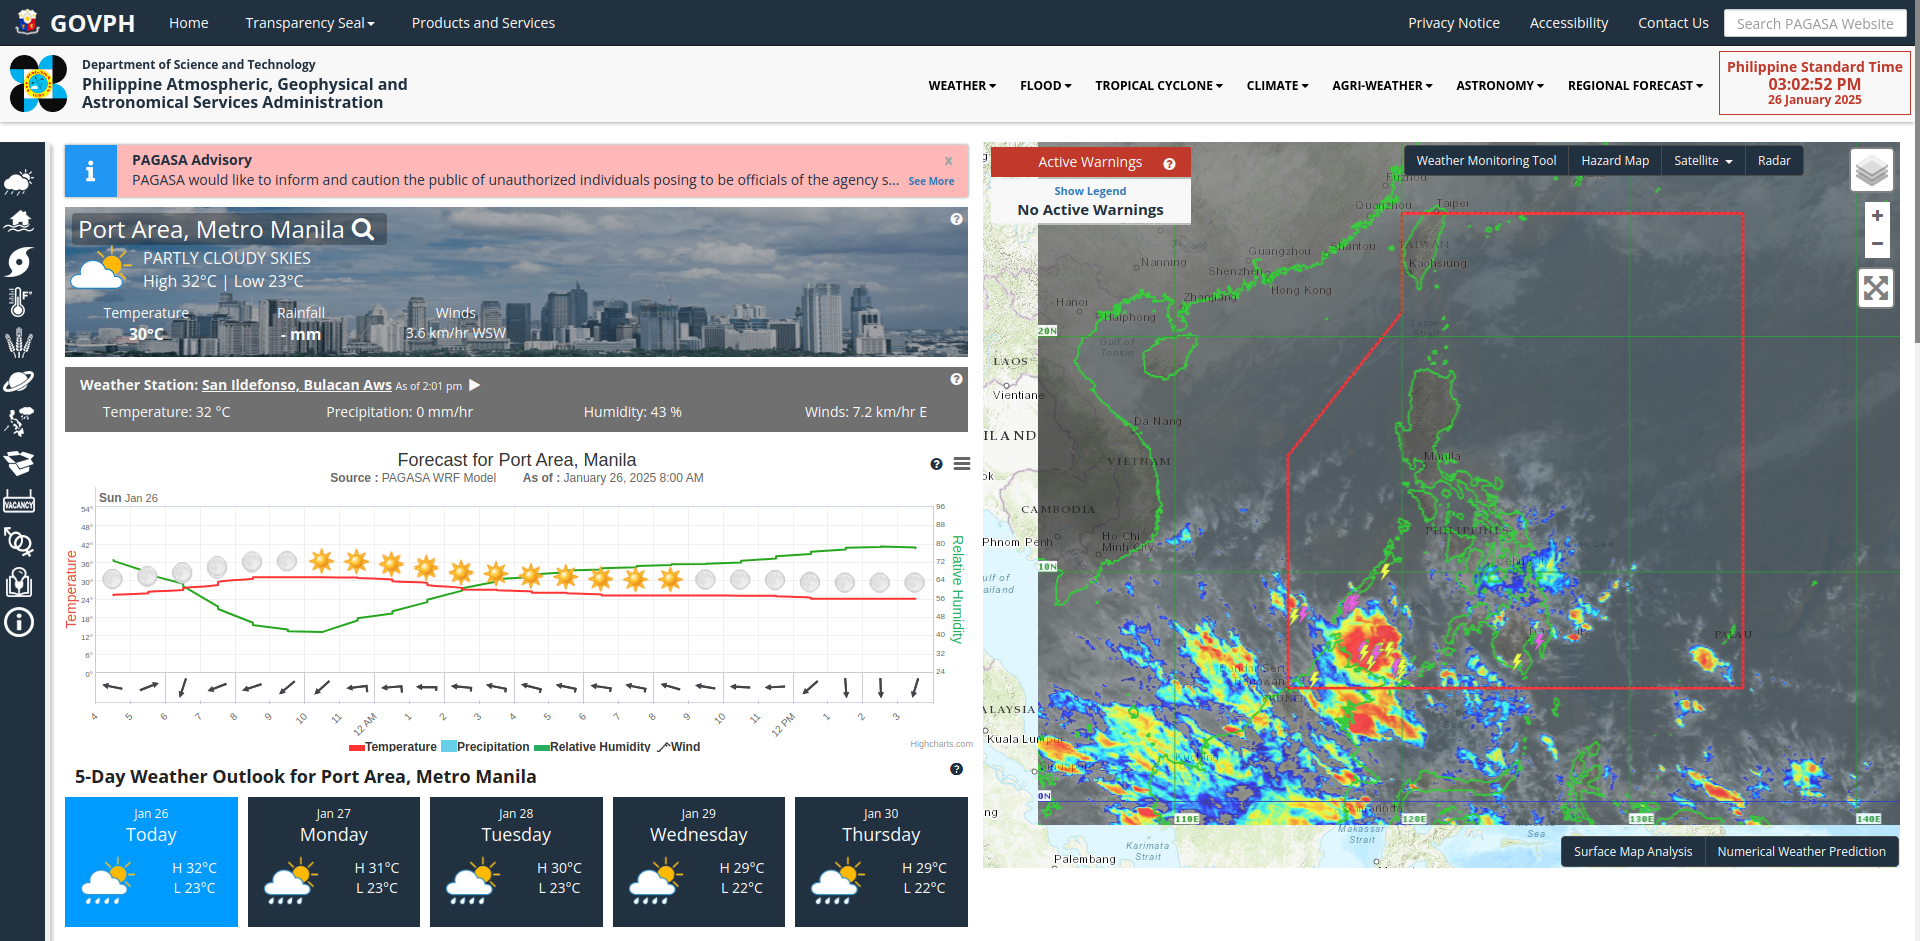 GOVPH
Home
Transparency Seal
Products and Services
Privacy Notice
Accessibility
Contact Us
Search PAGASA Website
Department of Science and Technology
Philippine Atmospheric, Geophysical and
Astronomical Services Administration
WEATHER
FLOOD
TROPICAL CYCLONE
CLIMATE
AGRI-WEATHER
ASTRONOMY
REGIONAL FORECAST
Philippine Standard Time
03:02:52 PM
26 January 2025
VACANCY
PAGASA Advisory
x
PAGASA would like to inform and caution the public of unauthorized individuals posing to be officials of the agency s...
See More
Port Area, Metro Manila
PARTLY CLOUDY SKIES
High 32°C | Low 23°C
Temperature
Rainfall
Winds
30°C
- mm
3.6 km/hr WSW
Weather Station: San Ildefonso, Bulacan Aws As of 2:01 pm
Temperature: 32 °C
Precipitation: 0 mm/hr
Humidity: 43 %
Winds: 7.2 km/hr E
Forecast for Port Area, Manila
Source : PAGASA WRF Model
As of : January 26, 2025 8:00 AM
Sun Jan 26
Temperature
54°
48°
42°
36°
30°
24°
18°
12°
6°
0°
96
88
80
72
64
56
48
40
32
24
Relative Humidity
4
5
6
7
8
9
10
11
12 AM
1
2
3
4
5
6
7
8
9
10
11
12 PM
1
2
3
Temperature
Precipitation
Relative Humidity
Wind
Highcharts.com
5-Day Weather Outlook for Port Area, Metro Manila
Jan 26
Today
H 32°C
L 23°C
Jan 27
Monday
H 31°C
L 23°C
Jan 28
Tuesday
H 30°C
L 23°C
Jan 29
Wednesday
H 29°C
L 22°C
Jan 30
Thursday
H 29°C
L 22°C
Active Warnings
Show Legend
No Active Warnings
Weather Monitoring Tool
Hazard Map
Satellite
Radar
+
−
Fuzhou
Quanzhou
Taipei
Shantou
TAIWAN
Guangzhou
Kaohsiung
Nanning
Shenzhen
Hong Kong
Hanoi
Zhanjiang
Haiphong
Luzon
Strait
20N
Gulf of
Tonkin
LAOS
Vientiane
Da Nang
ILAND
VIETNAM
Manila
ok
CAMBODIA
PHILIPPINES
Phnom Penh
Ho Chi
Minh City
Cebu City
10N
ulf of
ailand
PALAU
Bandar Seri
Begawan
ALAYSIA
Kuala Lumpur
Kuching
0N
Samarinda
110E
120E
130E
140E
ng
Makassar
Strait
Sea
Karimata
Strait
Palembang
Surface Map Analysis
Numerical Weather Prediction